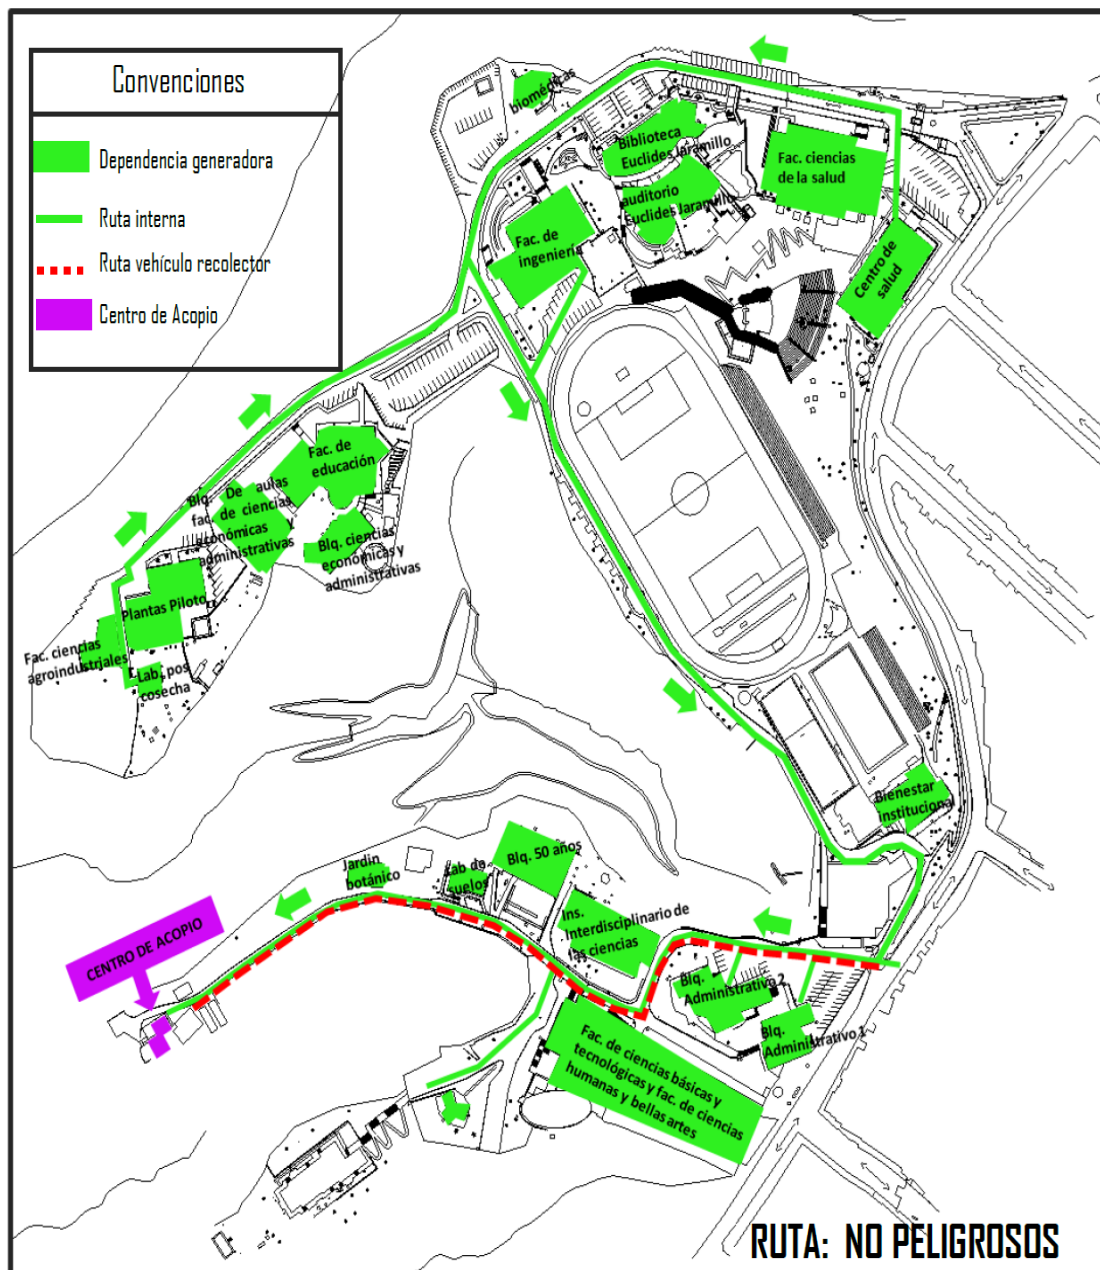 Convenciones
Dependencia generadora
Ruta interna
Ruta vehículo recolector
Centro de Acopio
biomédicas
Biblioteca
Euclides Jaramillo
auditorio
Euclides Jaramillo
Fac. ciencias
de la salud
Fac. de
ingeniería
Centro de
salud
Fac. de
educación
Blq. De aulas
fac. de ciencias
económicas y
administrativas
Blq. ciencias
económicas y
administrativas
Plantas Piloto
Fac. ciencias
agroindustriales
Lab. pos
cosecha
Bienestar
institucional
Jardin
botánico
Lab de
suelos
Blq. 50 años
Ins.
Interdisciplinario de
las ciencias
CENTRO DE ACOPIO
Blq.
Administrativo 2
Blq.
Administrativo 1
Fac. de ciencias básicas y
tecnológicas y fac. de ciencias
humanas y bellas artes
RUTA: NO PELIGROSOS